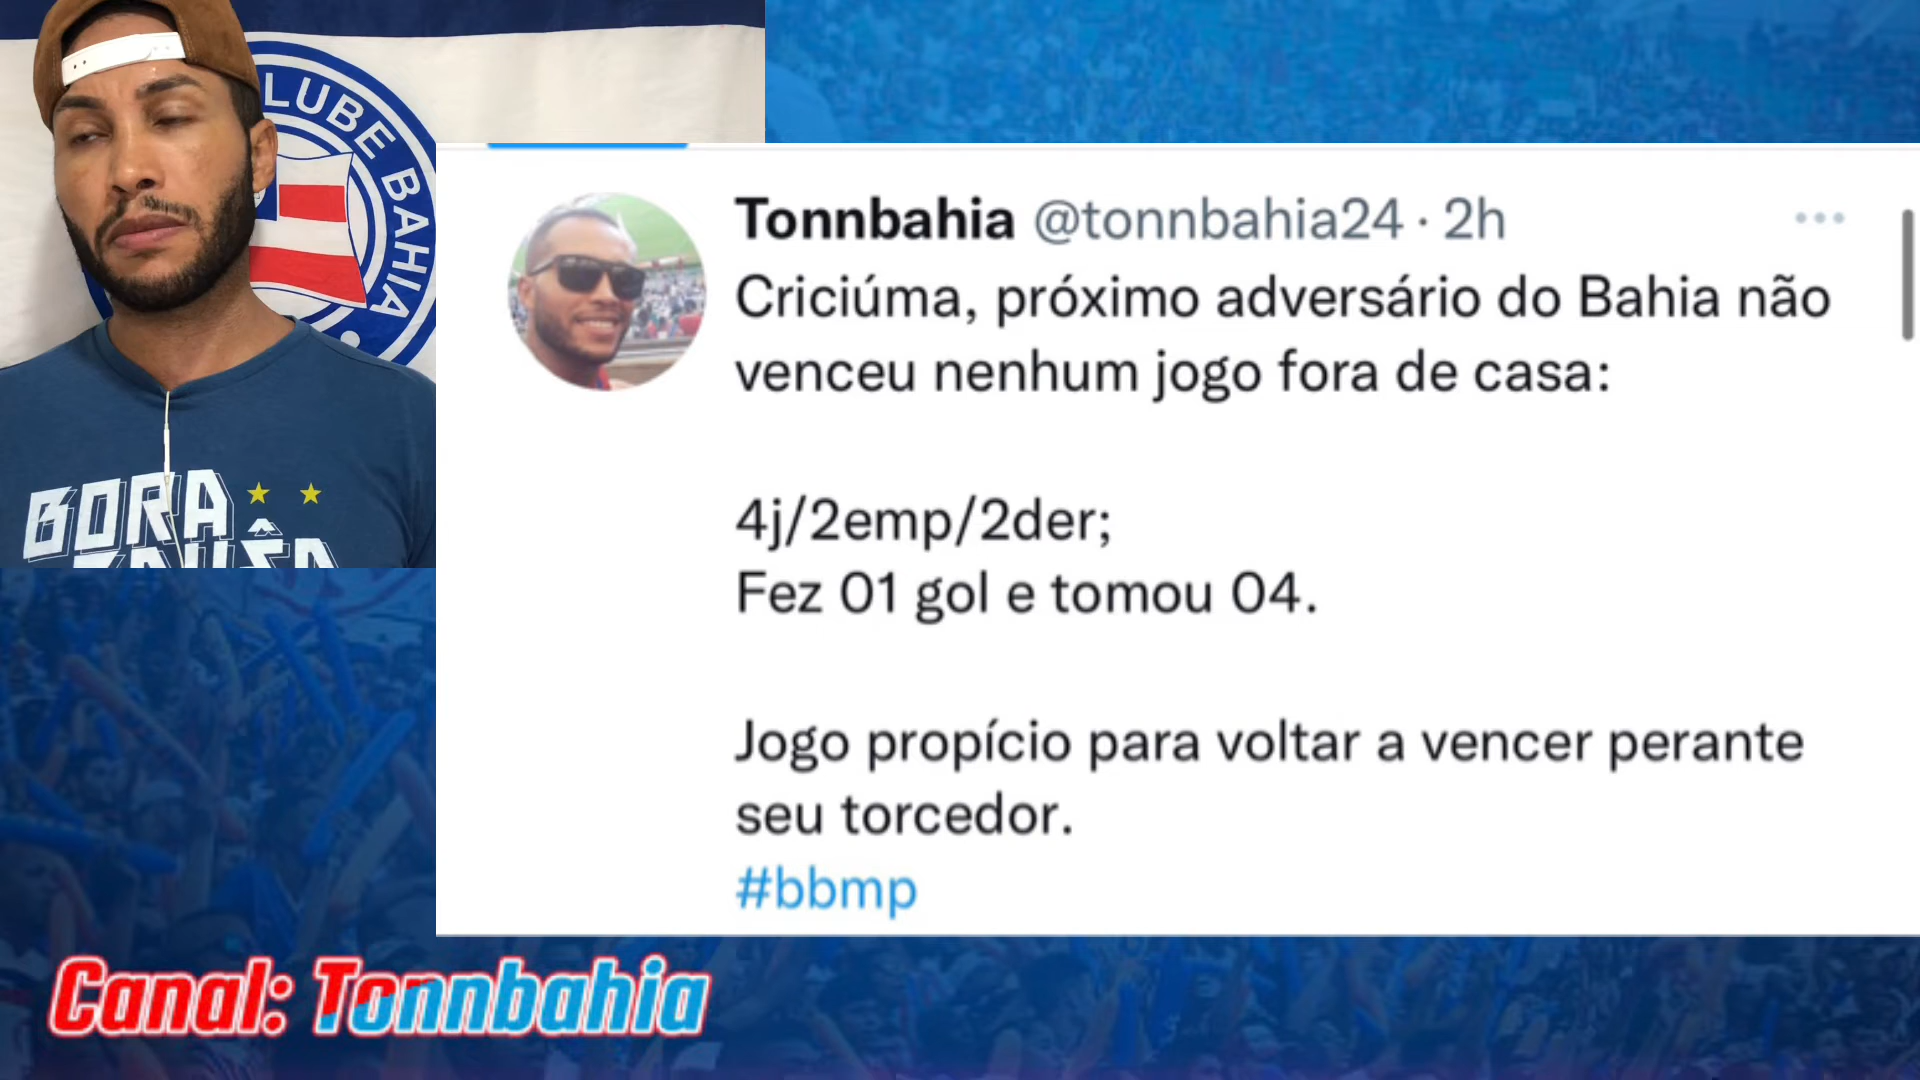 LUBE BAHIA
BORA
Tonnbahia @tonnbahia24 · 2h
Criciúma, próximo adversário do Bahia não
venceu nenhum jogo fora de casa:
4j/2emp/2der;
Fez 01 gol e tomou 04.
Jogo propício para voltar a vencer perante
seu torcedor.
#bbmp
Canal: Tonnbahia